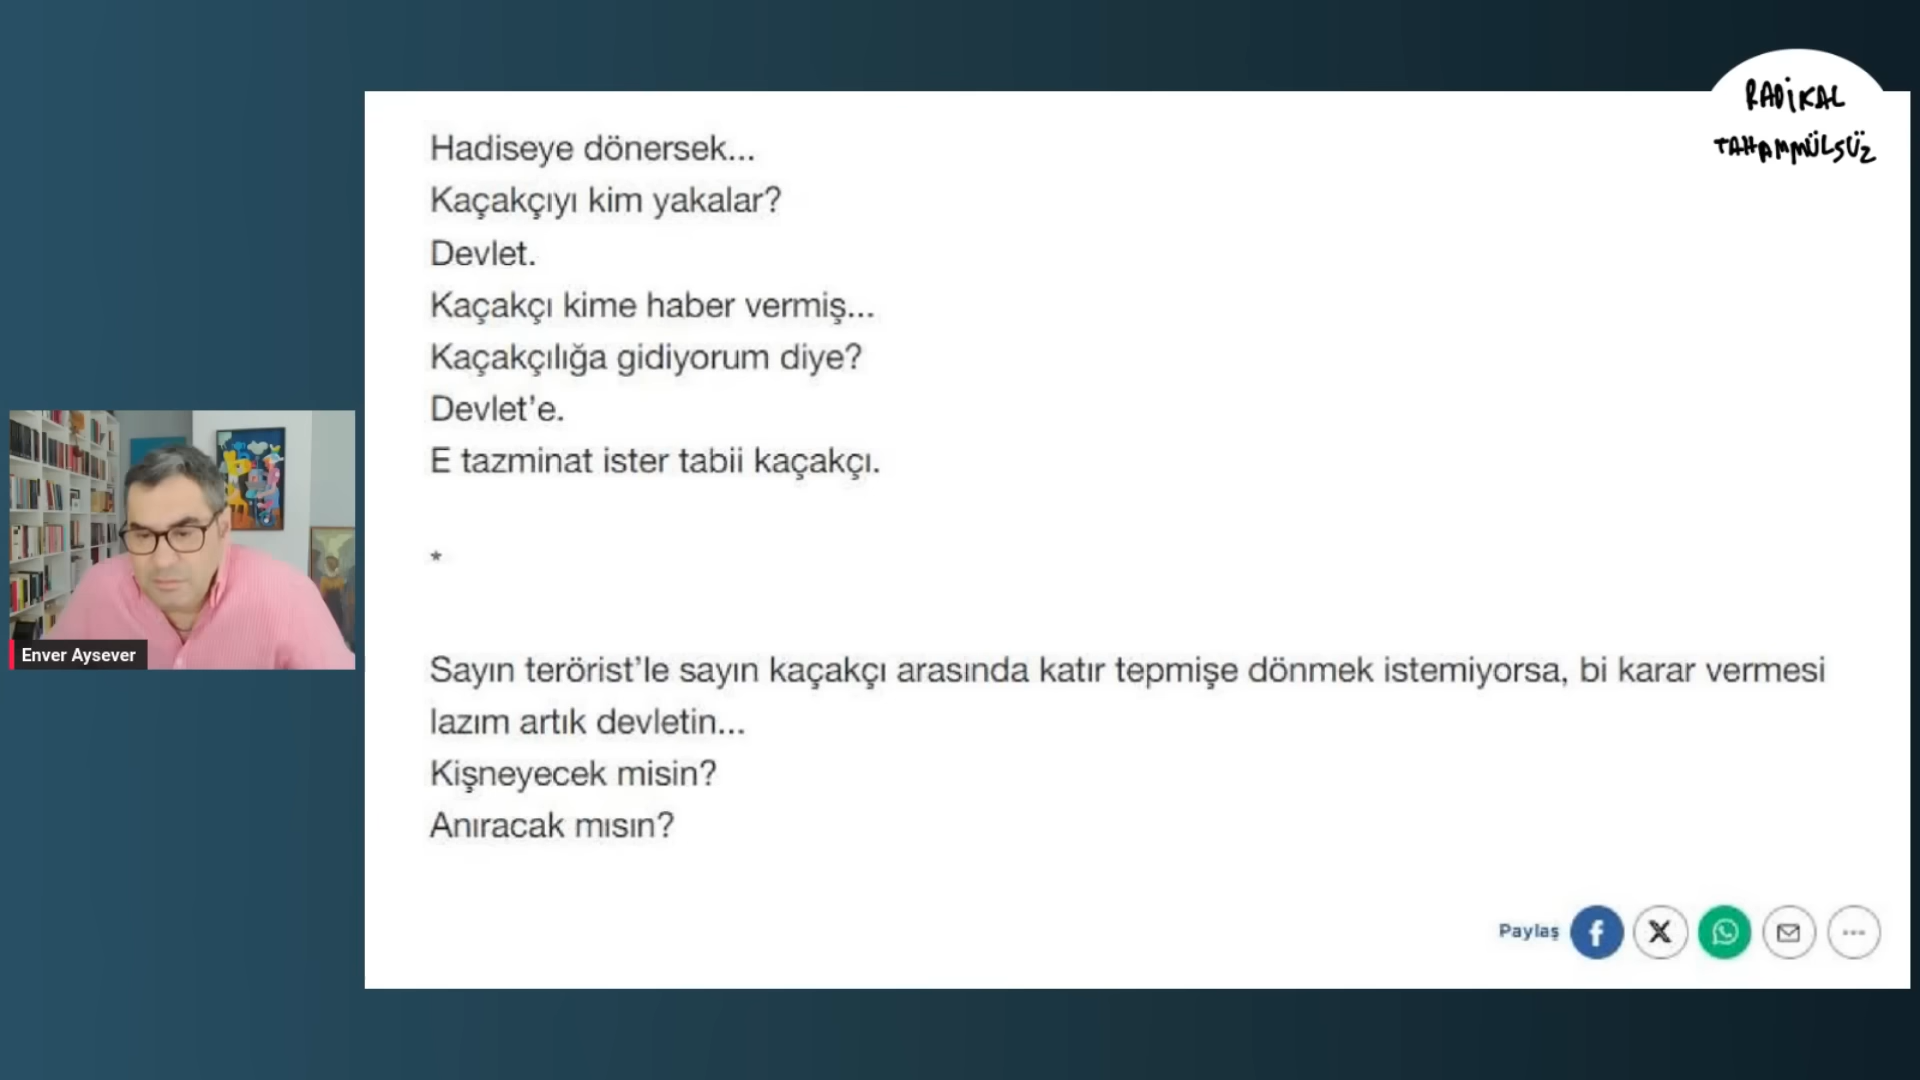 RADİKAL
TAHAMMÜLSÜZ
Hadiseye dönersek...
Kaçakçıyı kim yakalar?
Devlet.
Kaçakçı kime haber vermiş...
Kaçakçılığa gidiyorum diye?
Devlet'e.
E tazminat ister tabii kaçakçı.
*
Sayın terörist'le sayın kaçakçı arasında katır tepmişe dönmek istemiyorsa, bi karar vermesi
lazım artık devletin...
Kişneyecek misin?
Anıracak mısın?
Enver Aysever
Paylaş